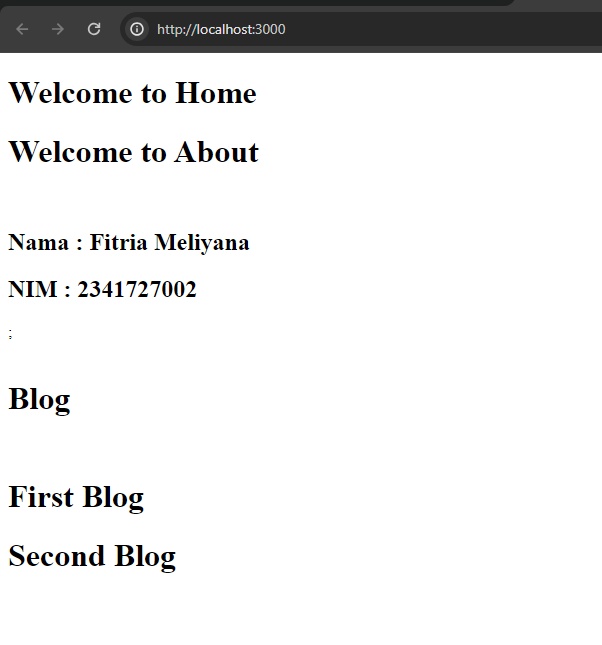 http://localhost:3000
Welcome to Home
Welcome to About
Nama : Fitria Meliyana
NIM : 2341727002
;
Blog
First Blog
Second Blog